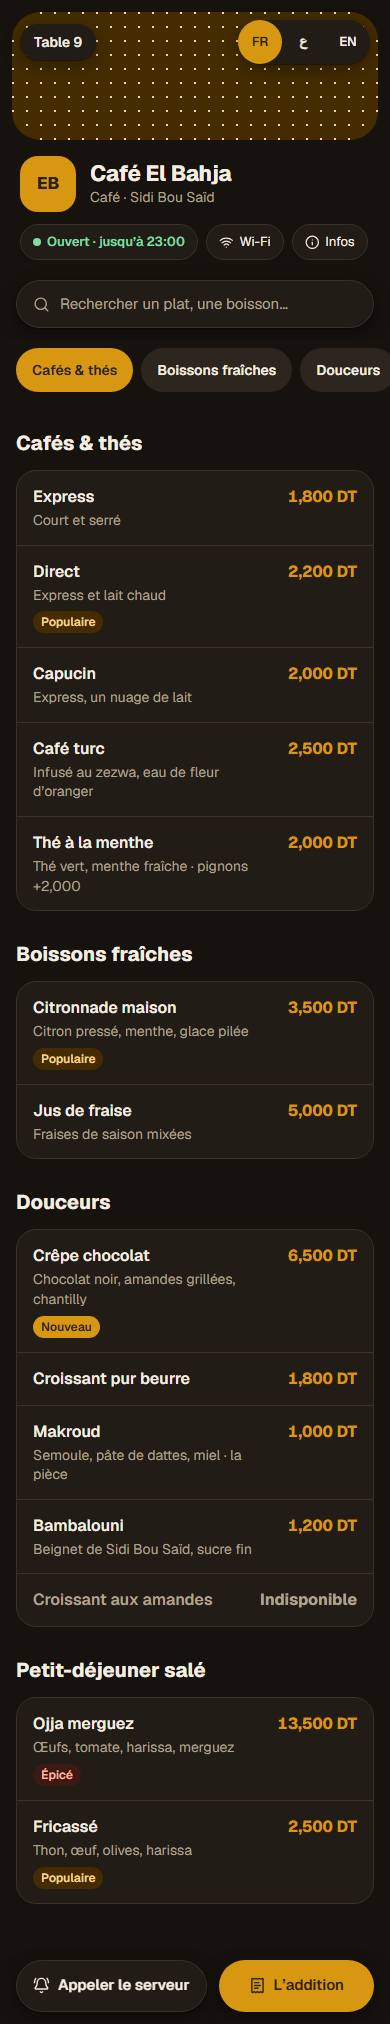 Table 9
FR ع EN
EB
Café El Bahja
Café · Sidi Bou Saïd
Ouvert · jusqu'à 23:00
Wi-Fi
Infos
Rechercher un plat, une boisson...
Cafés & thés
Boissons fraîches
Douceurs
Cafés & thés
Express 1,800 DT
Court et serré
Direct 2,200 DT
Express et lait chaud
Populaire
Capucin 2,000 DT
Express, un nuage de lait
Café turc 2,500 DT
Infusé au zezwa, eau de fleur
d'oranger
Thé à la menthe 2,000 DT
Thé vert, menthe fraîche · pignons
+2,000
Boissons fraîches
Citronnade maison 3,500 DT
Citron pressé, menthe, glace pilée
Populaire
Jus de fraise 5,000 DT
Fraises de saison mixées
Douceurs
Crêpe chocolat 6,500 DT
Chocolat noir, amandes grillées,
chantilly
Nouveau
Croissant pur beurre 1,800 DT
Makroud 1,000 DT
Semoule, pâte de dattes, miel · la
pièce
Bambalouni 1,200 DT
Beignet de Sidi Bou Saïd, sucre fin
Croissant aux amandes Indisponible
Petit-déjeuner salé
Ojja merguez 13,500 DT
Œufs, tomate, harissa, merguez
Épicé
Fricassé 2,500 DT
Thon, œuf, olives, harissa
Populaire
Appeler le serveur
L'addition